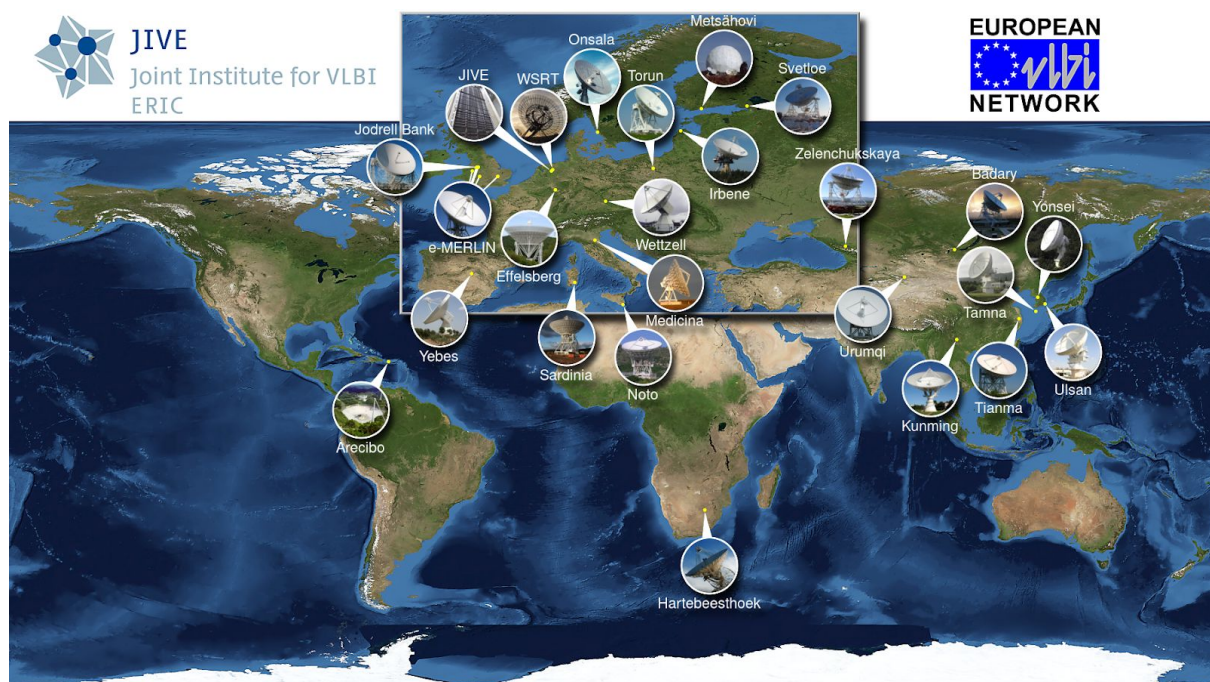 JIVE
Joint Institute for VLBI
ERIC
EUROPEAN
vlbi
NETWORK
Metsähovi
Onsala
JIVE
WSRT
Torun
Svetloe
Jodrell Bank
Zelenchukskaya
Badary
Irbene
Yonsei
e-MERLIN
Wettzell
Effelsberg
Tamna
Medicina
Urumqi
Yebes
Sardinia
Noto
Ulsan
Tianma
Kunming
Arecibo
Hartebeesthoek